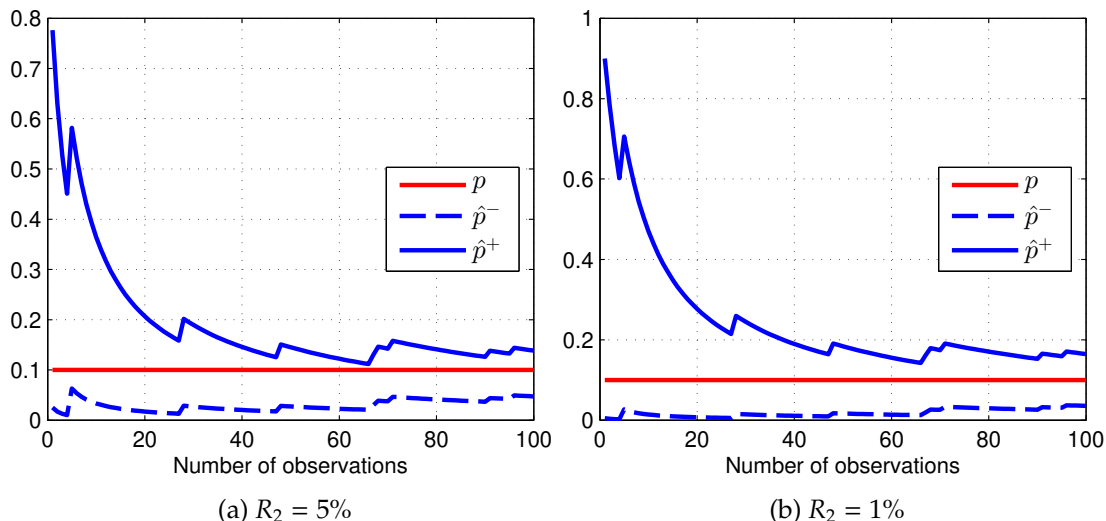 0.8
0.7
0.6
0.5
0.4
0.3
0.2
0.1
0
0 20 40 60 80 100
Number of observations
p
p̂⁻
p̂⁺
(a) R₂ = 5%
1
0.8
0.6
0.4
0.2
0
0 20 40 60 80 100
Number of observations
p
p̂⁻
p̂⁺
(b) R₂ = 1%